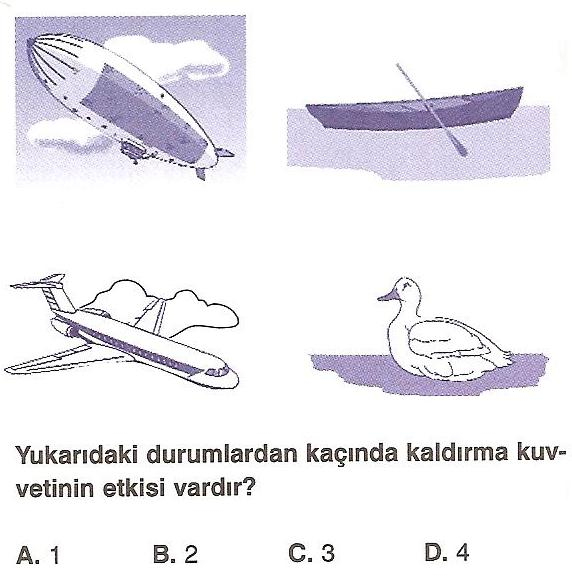 Yukarıdaki durumlardan kaçında kaldırma kuv-
vetinin etkisi vardır?
A. 1 B. 2 C. 3 D. 4